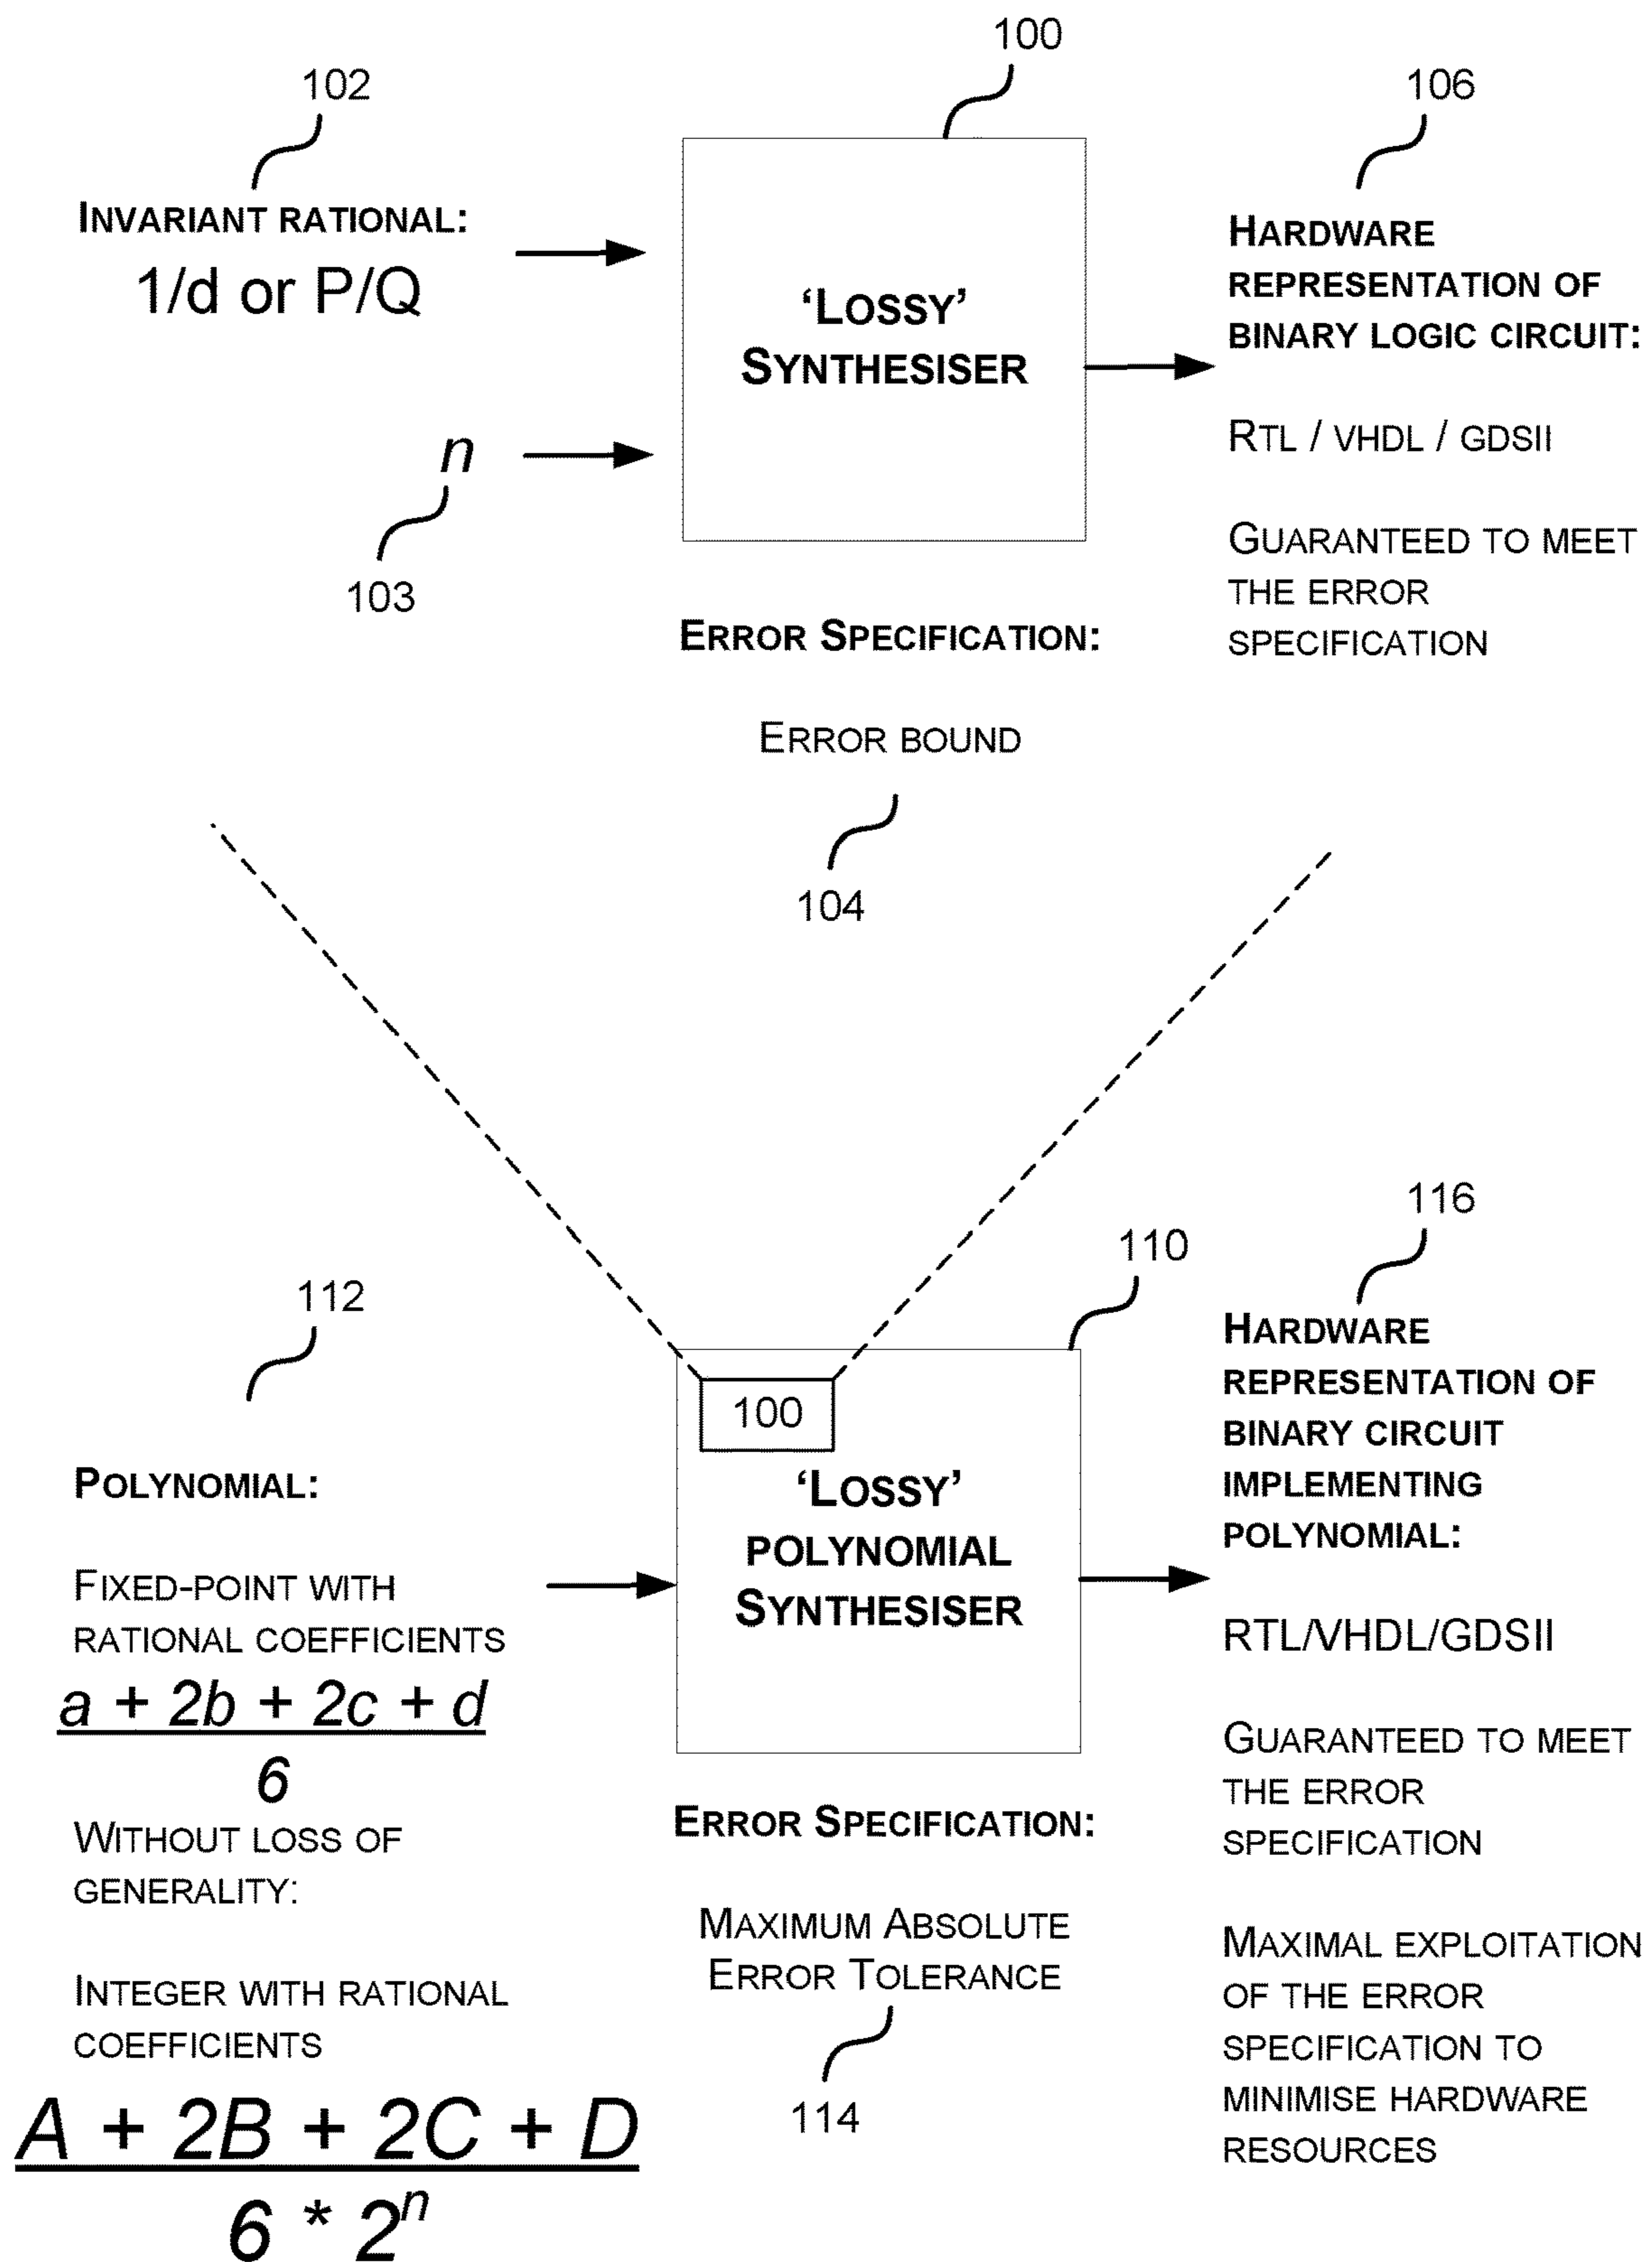 100
102
106
INVARIANT RATIONAL:
1/d or P/Q
‘LOSSY’
SYNTHESISER
HARDWARE
REPRESENTATION OF
BINARY LOGIC CIRCUIT:
RTL / VHDL / GDSII
GUARANTEED TO MEET
THE ERROR
SPECIFICATION
n
103
ERROR SPECIFICATION:
ERROR BOUND
104
112
110
116
POLYNOMIAL:
FIXED-POINT WITH
RATIONAL COEFFICIENTS
a + 2b + 2c + d
6
WITHOUT LOSS OF
GENERALITY:
INTEGER WITH RATIONAL
COEFFICIENTS
A + 2B + 2C + D
6 * 2^n
100
‘LOSSY’
POLYNOMIAL
SYNTHESISER
ERROR SPECIFICATION:
MAXIMUM ABSOLUTE
ERROR TOLERANCE
114
HARDWARE
REPRESENTATION OF
BINARY CIRCUIT
IMPLEMENTING
POLYNOMIAL:
RTL/VHDL/GDSII
GUARANTEED TO MEET
THE ERROR
SPECIFICATION
MAXIMAL EXPLOITATION
OF THE ERROR
SPECIFICATION TO
MINIMISE HARDWARE
RESOURCES